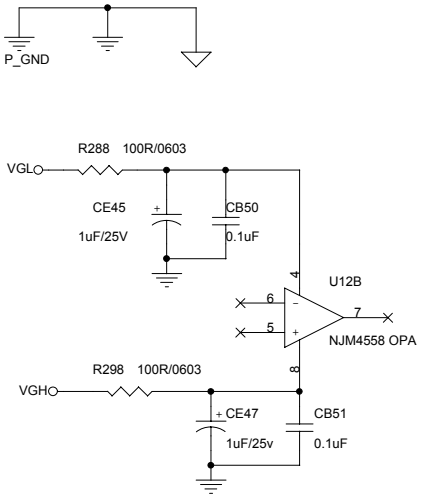 P_GND
R288 100R/0603
VGL
CE45
+
CB50
1uF/25V
0.1uF
4
U12B
6
−
7
5
+
NJM4558 OPA
8
R298 100R/0603
VGH
+
CE47
CB51
1uF/25v
0.1uF